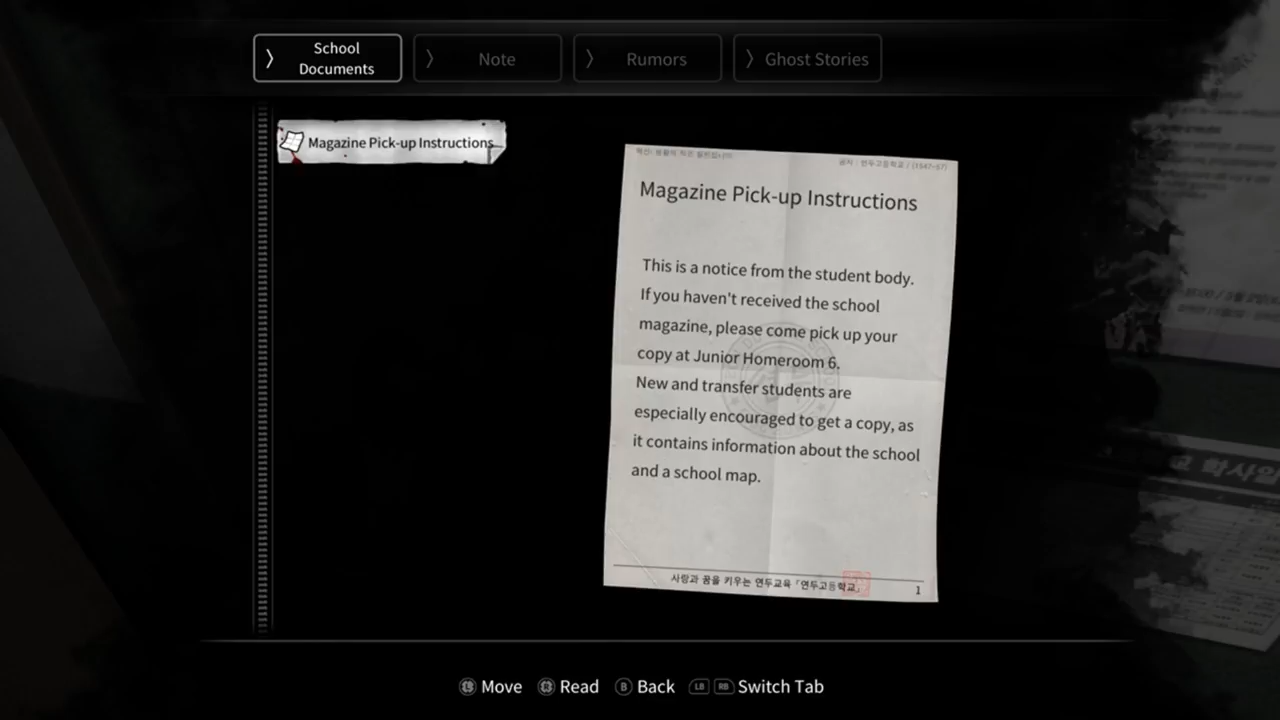 School
Documents
Note
Rumors
Ghost Stories
Magazine Pick-up Instructions
Magazine Pick-up Instructions
This is a notice from the student body.
If you haven't received the school
magazine, please come pick up your
copy at Junior Homeroom 6.
New and transfer students are
especially encouraged to get a copy, as
it contains information about the school
and a school map.
사랑과 꿈을 키우는 연두교육 「연두고등학교」
1
Move
Read
B Back
LB RB Switch Tab